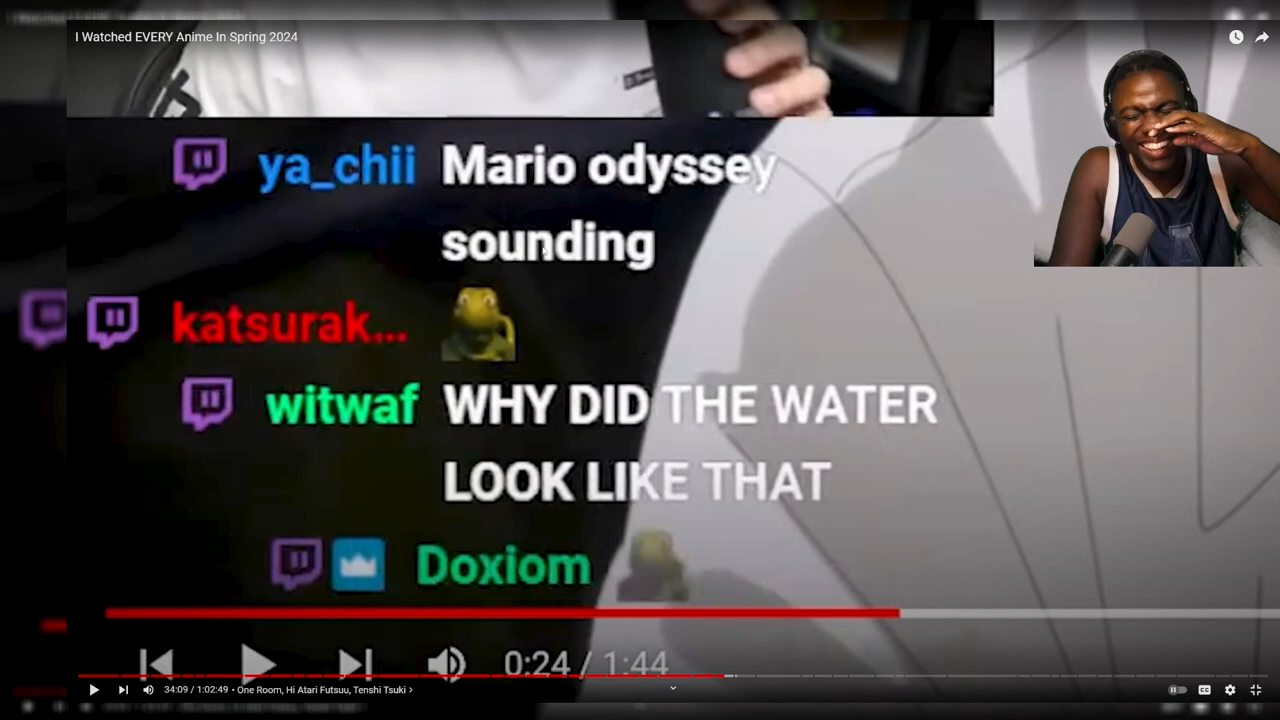 I Watched EVERY Anime In Spring 2024
ya_chii Mario odyssey
sounding
katsurak...
witwaf WHY DID THE WATER
LOOK LIKE THAT
Doxiom
0:24 / 1:44
34:09 / 1:02:49 • One Room, Hi Atari Futsuu, Tenshi Tsuki >